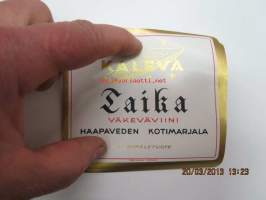 KALEVA
Taika
VÄKEVÄVIINI
HAAPAVEDEN KOTIMARJALA
20/03/2013 13:23